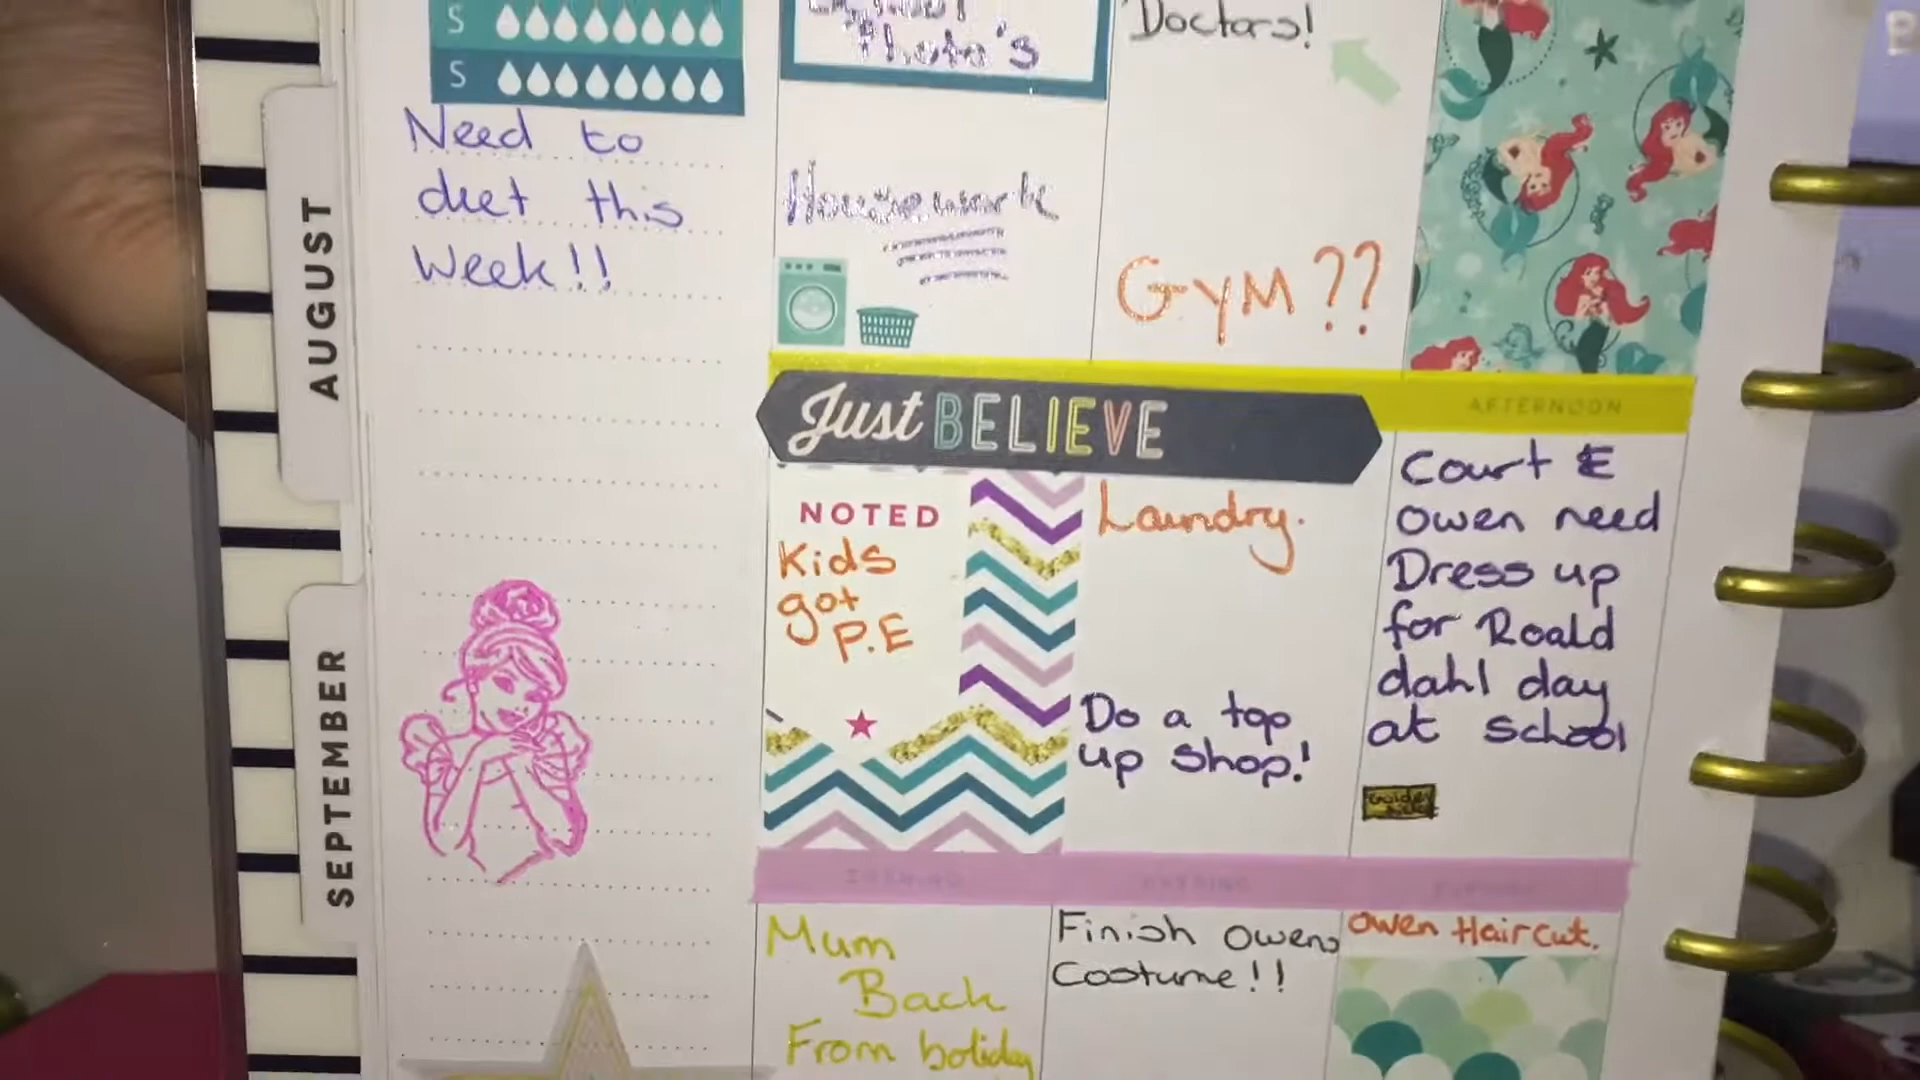 S
S
Need to
diet this
Week!!
AUGUST
SEPTEMBER
Photo's
Housework
Doctors!
GYM ??
Just BELIEVE
AFTERNOON
NOTED
Kids
got
P.E
Laundry.
Do a top
up shop!
Court &
owen need
Dress up
for Roald
dahl day
at school
EVENING
Mum
Back
From holiday
Finish Owens
Costume!!
Owen Haircut.